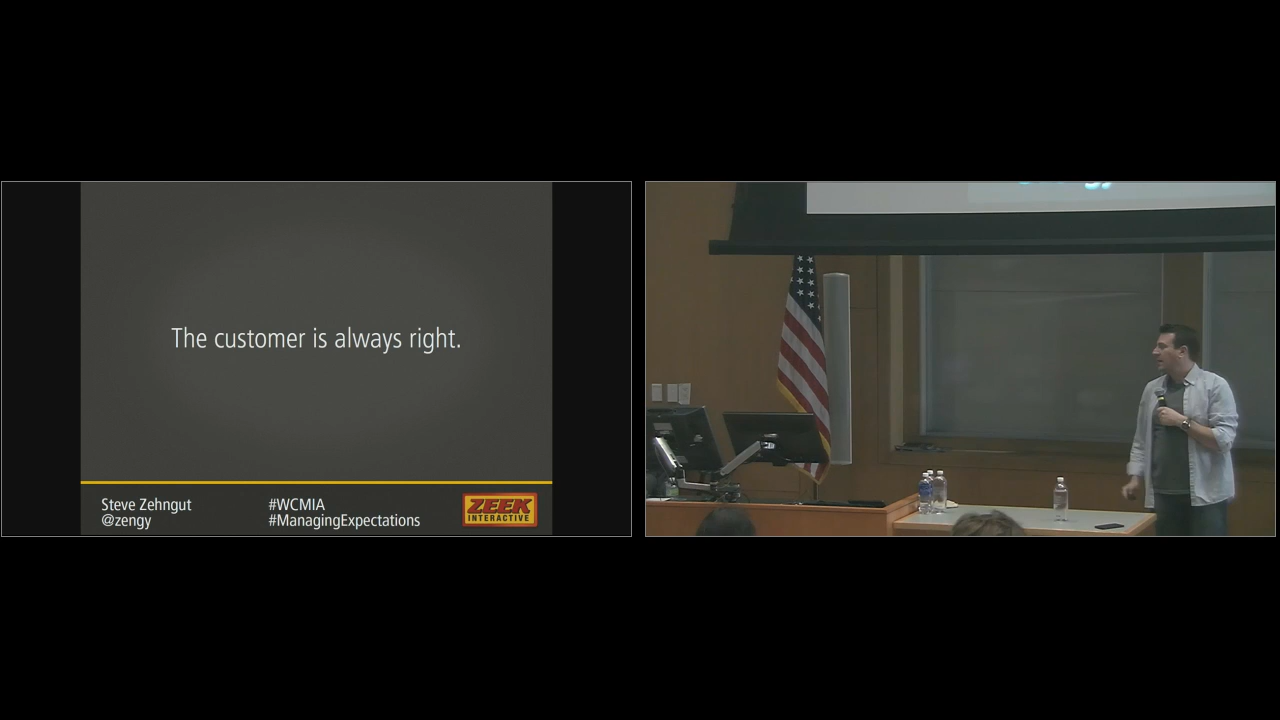 The customer is always right.
Steve Zehngut
@zengy
#WCMIA
#ManagingExpectations
ZEEK
INTERACTIVE